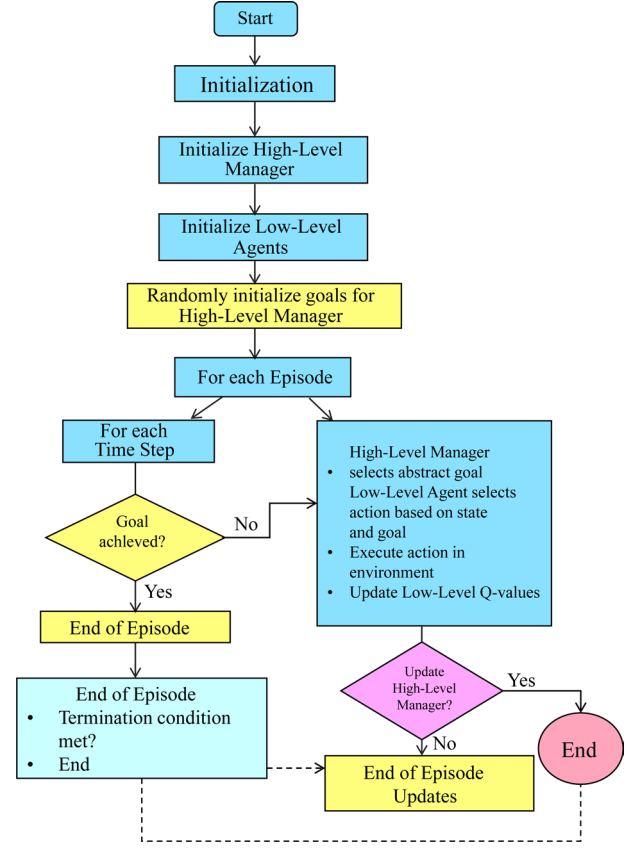 Start
Initialization
Initialize High-Level
Manager
Initialize Low-Level
Agents
Randomly initialize goals for
High-Level Manager
For each Episode
For each
Time Step
High-Level Manager
• selects abstract goal
Low-Level Agent selects
action based on state
and goal
• Execute action in
environment
• Update Low-Level Q-values
Goal
achleved?
No
Yes
End of Episode
End of Episode
• Termination condition
met?
• End
Update
High-Level
Manager?
Yes
No
End
End of Episode
Updates